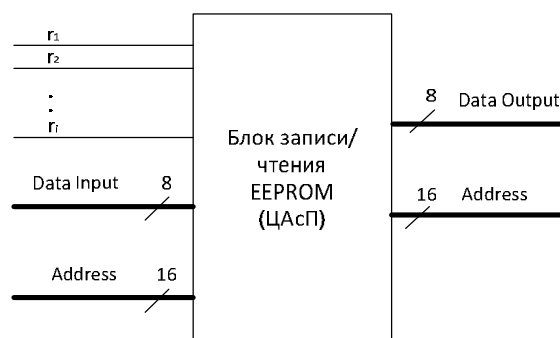 r1
r2
⋮
ri
Data Input 8
Address 16
Блок записи/
чтения
EEPROM
(ЦАсП)
8 Data Output
16 Address